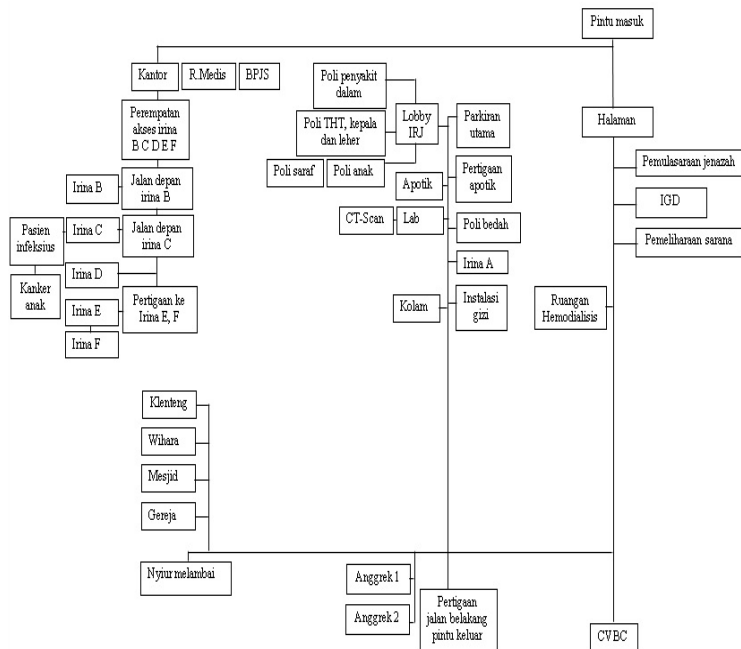 Pintu masuk
Kantor
R.Medis
BPJS
Perempatan
akses irina
B C D E F
Irina B
Jalan depan
irina B
Pasien
infeksius
Irina C
Jalan depan
irina C
Kanker
anak
Irina D
Irina E
Pertigaan ke
Irina E, F
Irina F
Poli penyakit
dalam
Poli THT, kepala
dan leher
Lobby
IRJ
Parkiran
utama
Poli saraf
Poli anak
Apotik
Pertigaan
apotik
CT-Scan
Lab
Poli bedah
Irina A
Kolam
Instalasi
gizi
Halaman
Pemulasaraan jenazah
IGD
Pemeliharaan sarana
Ruangan
Hemodialisis
Klenteng
Wihara
Mesjid
Gereja
Nyiur melambai
Anggrek 1
Anggrek 2
Pertigaan
jalan belakang
pintu keluar
CVBC